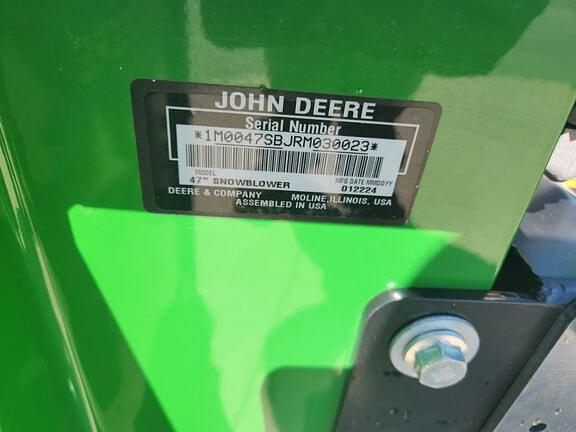 JOHN DEERE
Serial Number
*1M0047SBJRM030023*
MODEL MFG DATE MMDDYY
47" SNOWBLOWER 012224
DEERE & COMPANY MOLINE, ILLINOIS, USA
ASSEMBLED IN USA